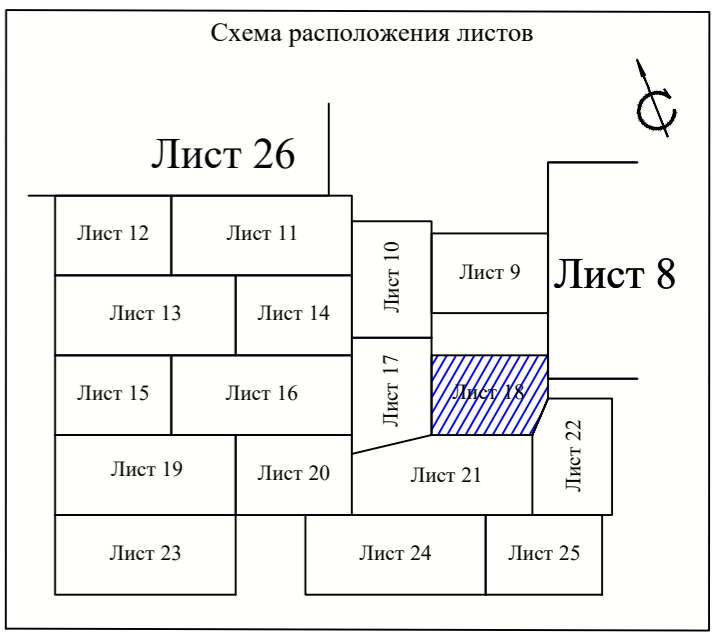 Схема расположения листов
С
Лист 26
Лист 12
Лист 11
Лист 10
Лист 9
Лист 8
Лист 13
Лист 14
Лист 15
Лист 16
Лист 17
Лист 18
Лист 19
Лист 20
Лист 21
Лист 22
Лист 23
Лист 24
Лист 25